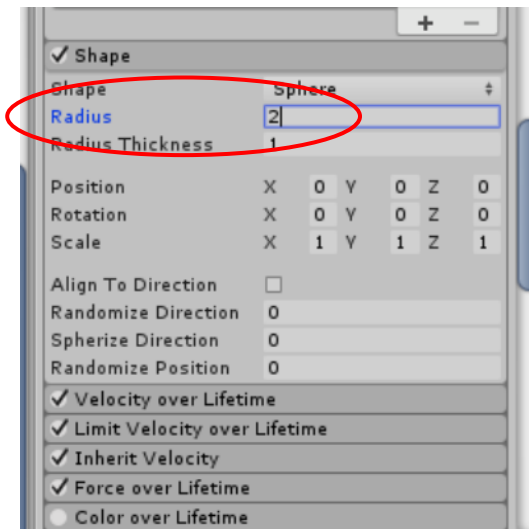 + −
Shape
Shape Sphere
Radius 2
Radius Thickness 1
Position X 0 Y 0 Z 0
Rotation X 0 Y 0 Z 0
Scale X 1 Y 1 Z 1
Align To Direction
Randomize Direction 0
Spherize Direction 0
Randomize Position 0
Velocity over Lifetime
Limit Velocity over Lifetime
Inherit Velocity
Force over Lifetime
Color over Lifetime